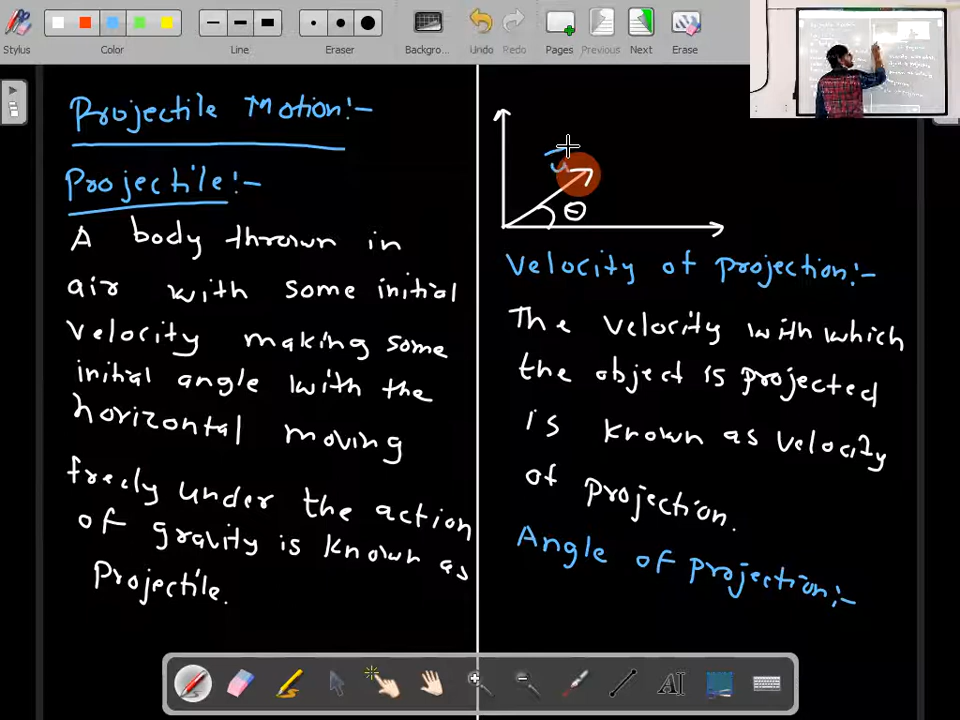 Stylus
Color
Line
Eraser
Backgro...
Undo
Redo
Pages
Previous
Next
Erase
Projectile Motion:-
Projectile:-
A body thrown in
air with some initial
velocity making some
initial angle with the
horizontal moving
freely under the action
of gravity is known as
Projectile.
u
θ
Velocity of projection:-
The velocity with which
the object is projected
is known as velocity
of projection.
Angle of projection:-
AI